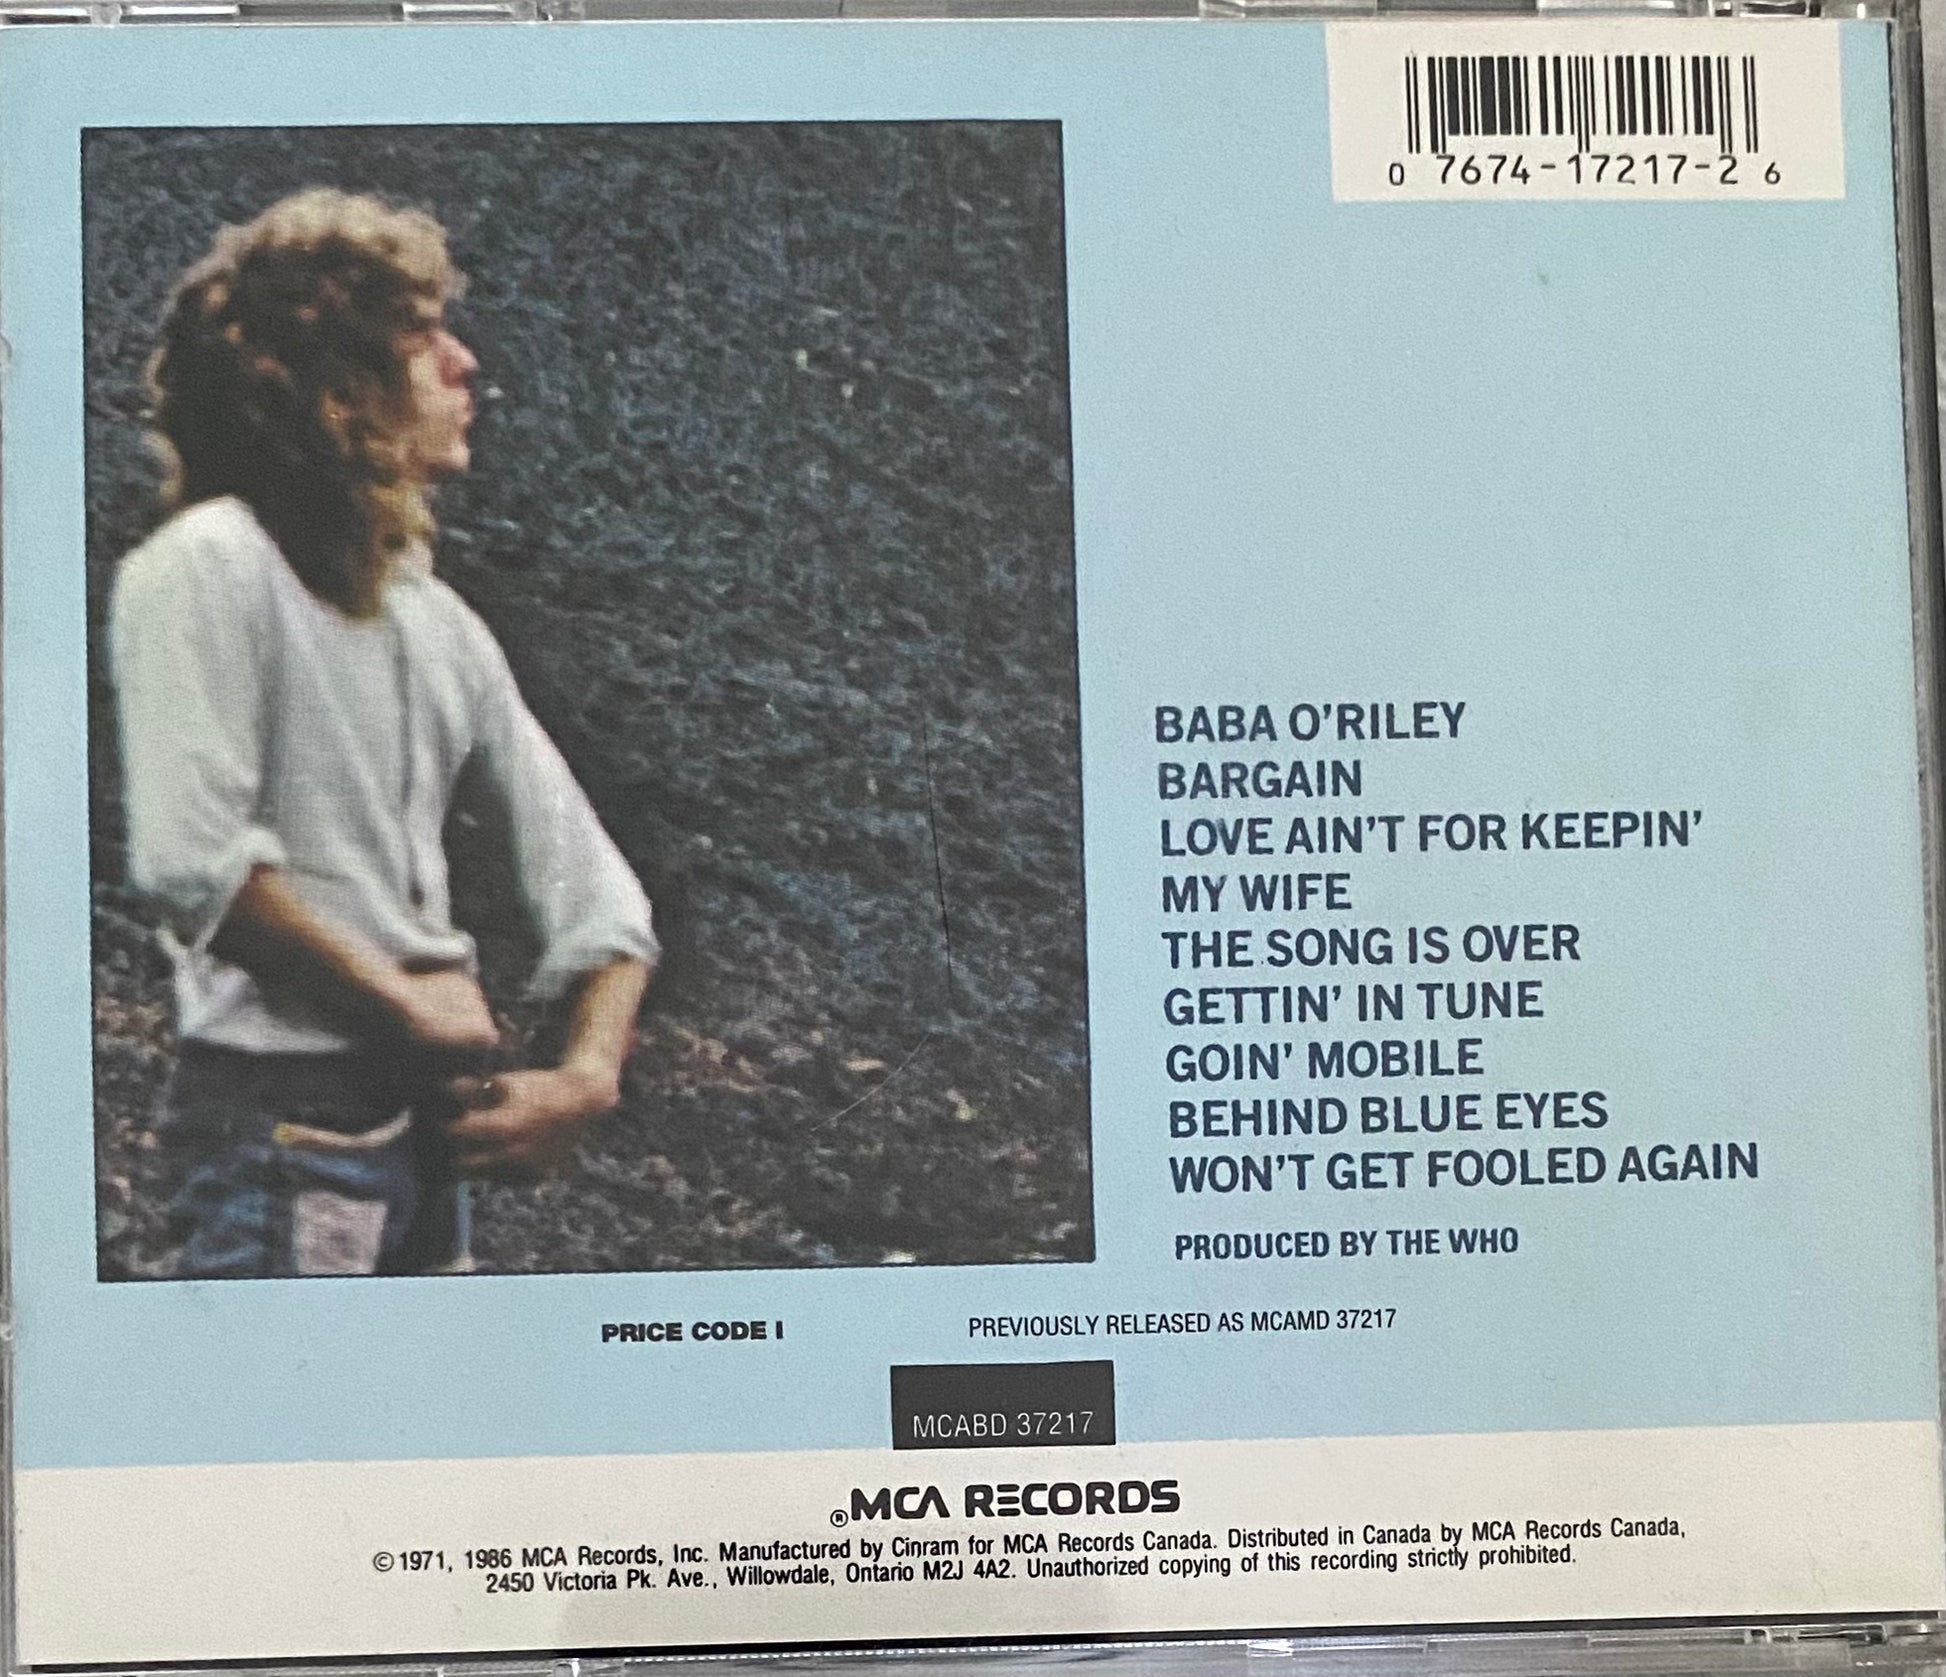 0 7674-17217-2 6
BABA O'RILEY
BARGAIN
LOVE AIN'T FOR KEEPIN'
MY WIFE
THE SONG IS OVER
GETTIN' IN TUNE
GOIN' MOBILE
BEHIND BLUE EYES
WON'T GET FOOLED AGAIN
PRODUCED BY THE WHO
PRICE CODE I
PREVIOUSLY RELEASED AS MCAMD 37217
MCABD 37217
®MCA RECORDS
©1971, 1986 MCA Records, Inc. Manufactured by Cinram for MCA Records Canada. Distributed in Canada by MCA Records Canada,
2450 Victoria Pk. Ave., Willowdale, Ontario M2J 4A2. Unauthorized copying of this recording strictly prohibited.